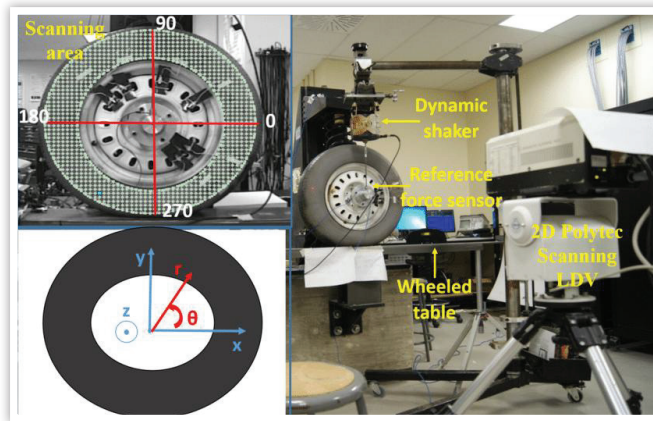 Scanning
area
90
180
0
270
y
r
z
θ
x
Dynamic
shaker
Reference
force sensor
2D Polytec
Scanning
LDV
Wheeled
table